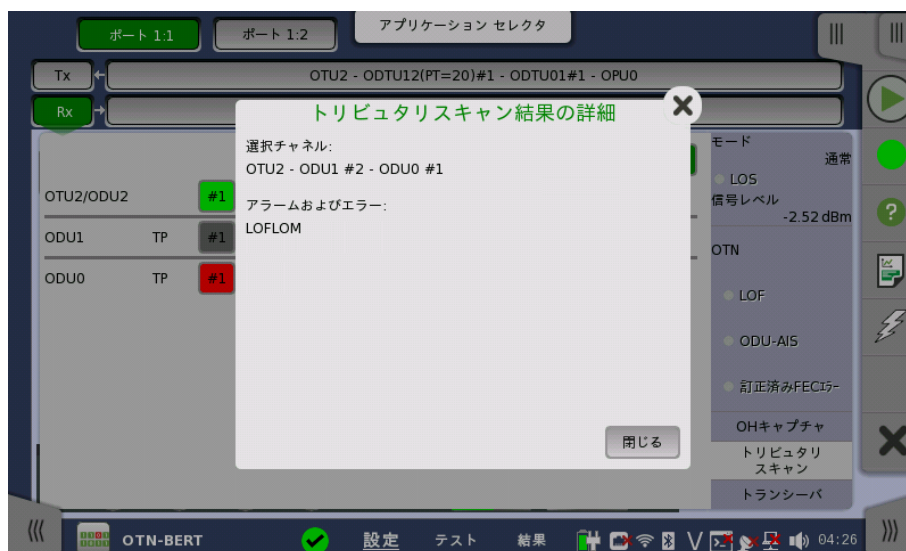 アプリケーション セレクタ
ポート 1:1
ポート 1:2
Tx
OTU2 - ODTU12(PT=20)#1 - ODTU01#1 - OPU0
Rx
トリビュタリスキャン結果の詳細
選択チャネル:
OTU2 - ODU1 #2 - ODU0 #1
アラームおよびエラー:
LOFLOM
閉じる
OTU2/ODU2
#1
ODU1
TP
#1
ODU0
TP
#1
モード
通常
LOS
信号レベル
-2.52 dBm
OTN
LOF
ODU-AIS
訂正済みFECエラー
OHキャプチャ
トリビュタリ
スキャン
トランシーバ
OTN-BERT
設定
テスト
結果
04:26